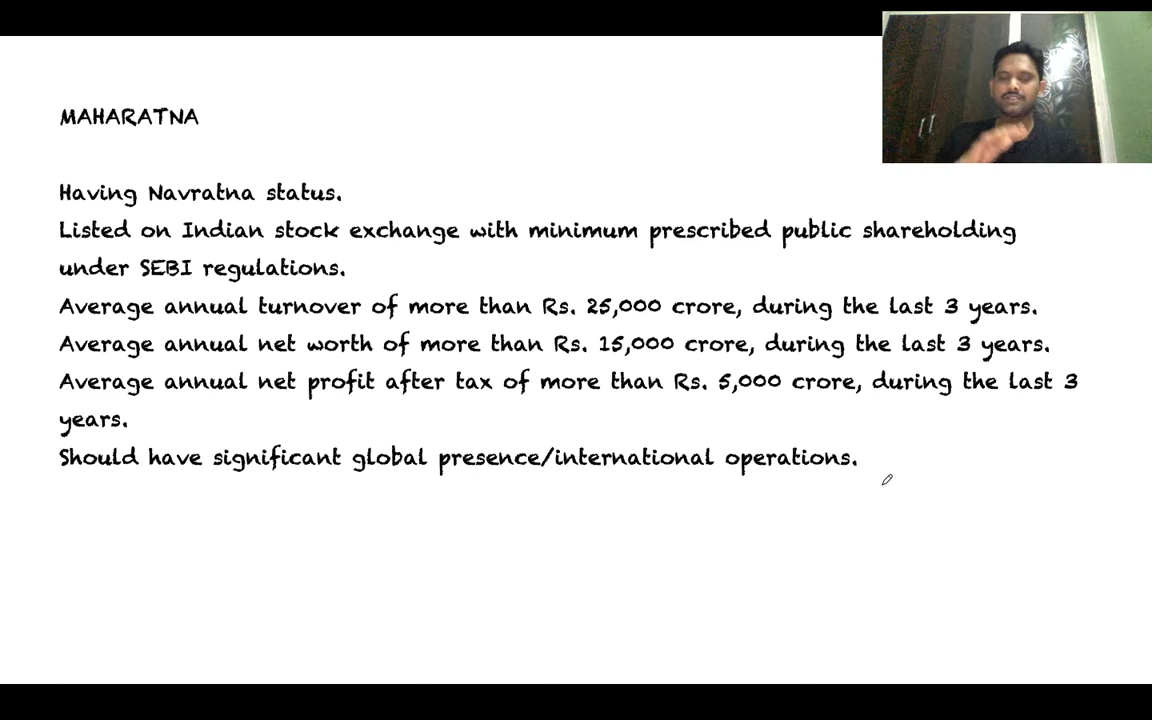 MAHARATNA
Having Navratna status.
Listed on Indian stock exchange with minimum prescribed public shareholding
under SEBI regulations.
Average annual turnover of more than Rs. 25,000 crore, during the last 3 years.
Average annual net worth of more than Rs. 15,000 crore, during the last 3 years.
Average annual net profit after tax of more than Rs. 5,000 crore, during the last 3
years.
Should have significant global presence/international operations.